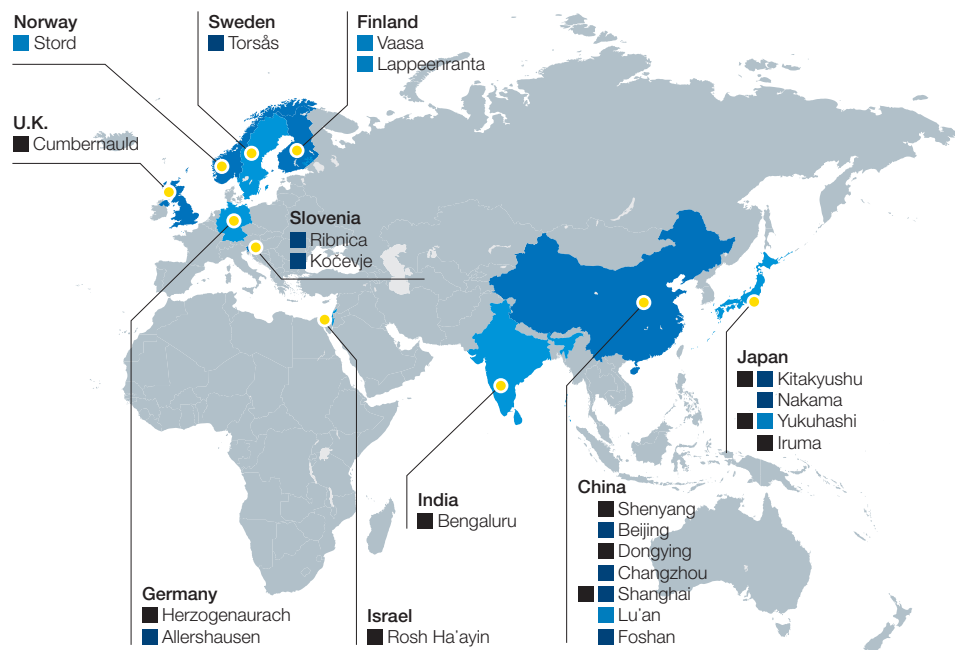 Norway
Stord
Sweden
Torsås
Finland
Vaasa
Lappeenranta
U.K.
Cumbernauld
Slovenia
Ribnica
Kočevje
Japan
Kitakyushu
Nakama
Yukuhashi
Iruma
India
Bengaluru
China
Shenyang
Beijing
Dongying
Changzhou
Shanghai
Lu'an
Foshan
Germany
Herzogenaurach
Allershausen
Israel
Rosh Ha'ayin